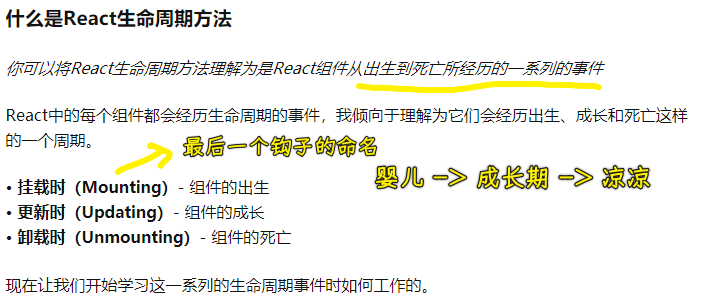 什么是React生命周期方法
你可以将React生命周期方法理解为是React组件从出生到死亡所经历的一系列的事件
React中的每个组件都会经历生命周期的事件，我倾向于理解为它们会经历出生、成长和死亡这样
的一个周期。
最后一个钩子的命名
婴儿 -> 成长期 -> 凉凉
• 挂载时（Mounting）- 组件的出生
• 更新时（Updating）- 组件的成长
• 卸载时（Unmounting）- 组件的死亡
现在让我们开始学习这一系列的生命周期事件时如何工作的。